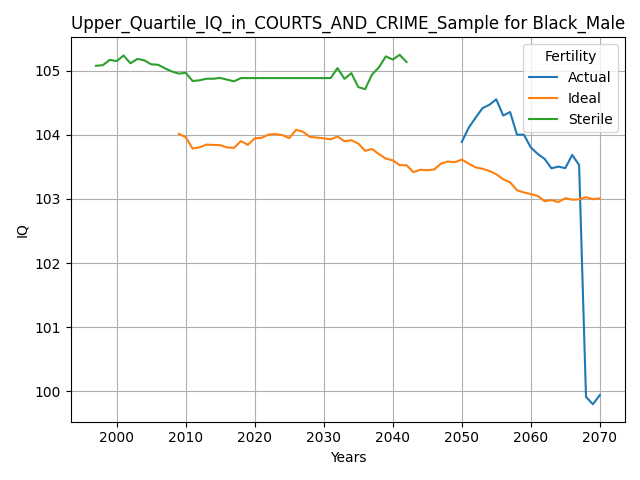 Upper_Quartile_IQ_in_COURTS_AND_CRIME_Sample for Black_Male
Fertility
Actual
Ideal
Sterile
105
104
103
102
101
100
IQ
2000 2010 2020 2030 2040 2050 2060 2070
Years